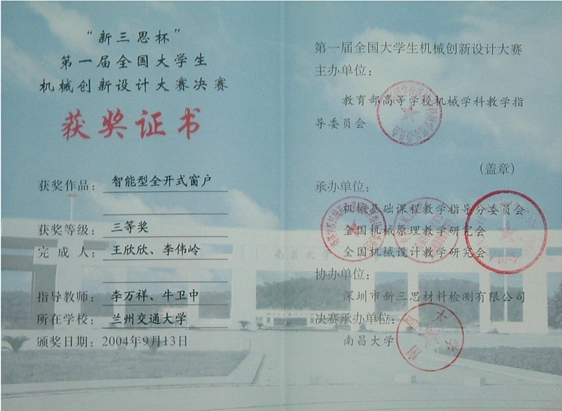 “新三思杯”
第一届全国大学生
机械创新设计大赛决赛
获奖证书
获奖作品：智能型全开式窗户
获奖等级：三等奖
完成人：王欣欣、李伟岭
指导教师：李万祥、牛卫中
所在学校：兰州交通大学
颁奖日期：2004年9月13日
第一届全国大学生机械创新设计大赛
主办单位：
教育部高等学校机械学科教学指
导委员会
（盖章）
承办单位：
机械基础课程教学指导分委员会
全国机械原理教学研究会
全国机械设计教学研究会
协办单位：
深圳市新三思材料检测有限公司
决赛承办单位：
南昌大学
南昌大学